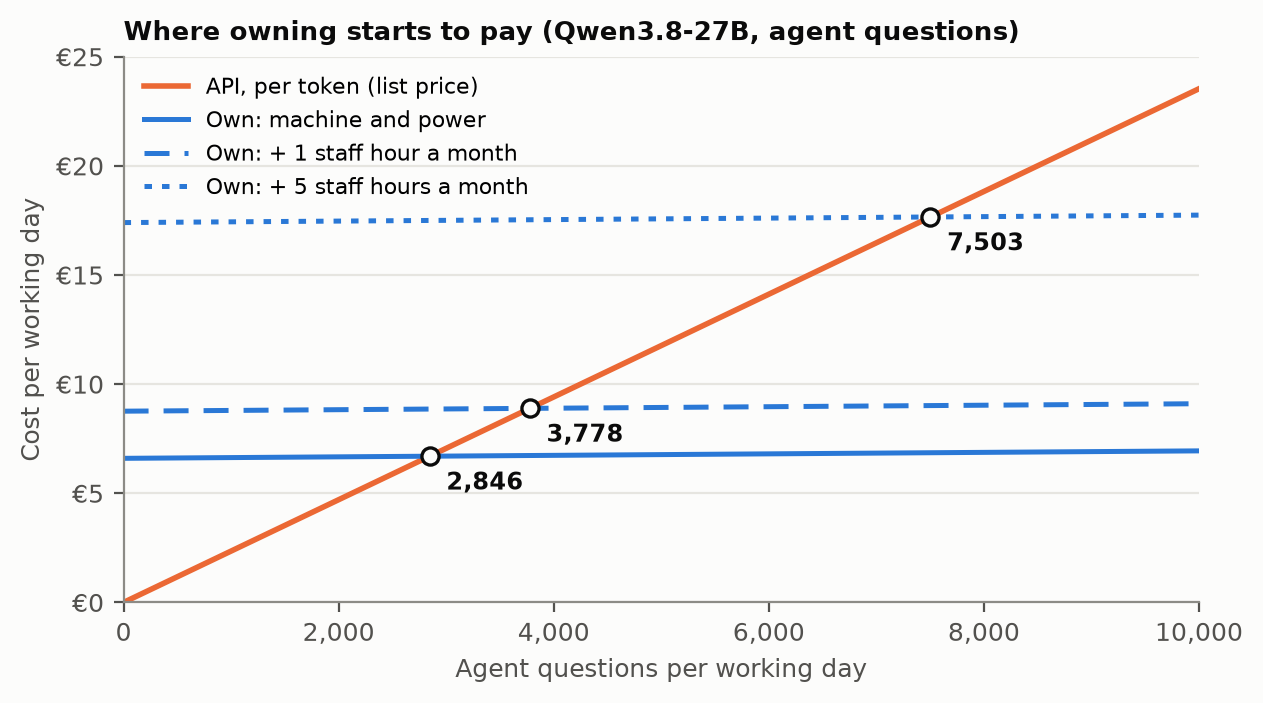 Where owning starts to pay (Qwen3.8-27B, agent questions)
€25
API, per token (list price)
Own: machine and power
Own: + 1 staff hour a month
Own: + 5 staff hours a month
€20
€15
€10
€5
€0
Cost per working day
7,503
3,778
2,846
0
2,000
4,000
6,000
8,000
10,000
Agent questions per working day